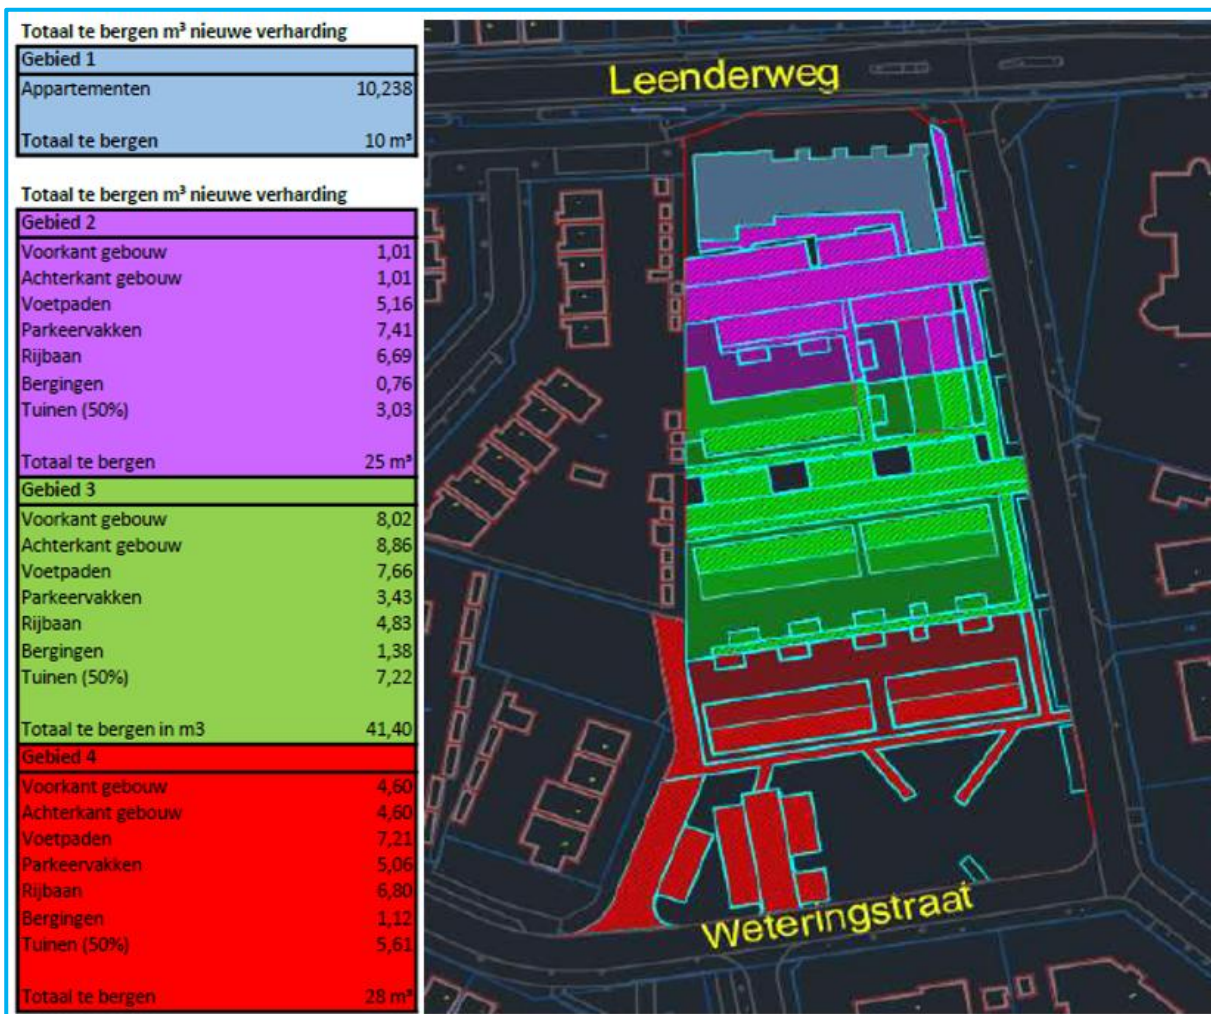 Totaal te bergen m³ nieuwe verharding
Gebied 1
Appartementen 10,238
Totaal te bergen 10 m³
Totaal te bergen m³ nieuwe verharding
Gebied 2
Voorkant gebouw 1,01
Achterkant gebouw 1,01
Voetpaden 5,16
Parkeervakken 7,41
Rijbaan 6,69
Bergingen 0,76
Tuinen (50%) 3,03
Totaal te bergen 25 m³
Gebied 3
Voorkant gebouw 8,02
Achterkant gebouw 8,86
Voetpaden 7,66
Parkeervakken 3,43
Rijbaan 4,83
Bergingen 1,38
Tuinen (50%) 7,22
Totaal te bergen in m3 41,40
Gebied 4
Voorkant gebouw 4,60
Achterkant gebouw 4,60
Voetpaden 7,21
Parkeervakken 5,06
Rijbaan 6,80
Bergingen 1,12
Tuinen (50%) 5,61
Totaal te bergen 28 m³
Leenderweg
Weteringstraat